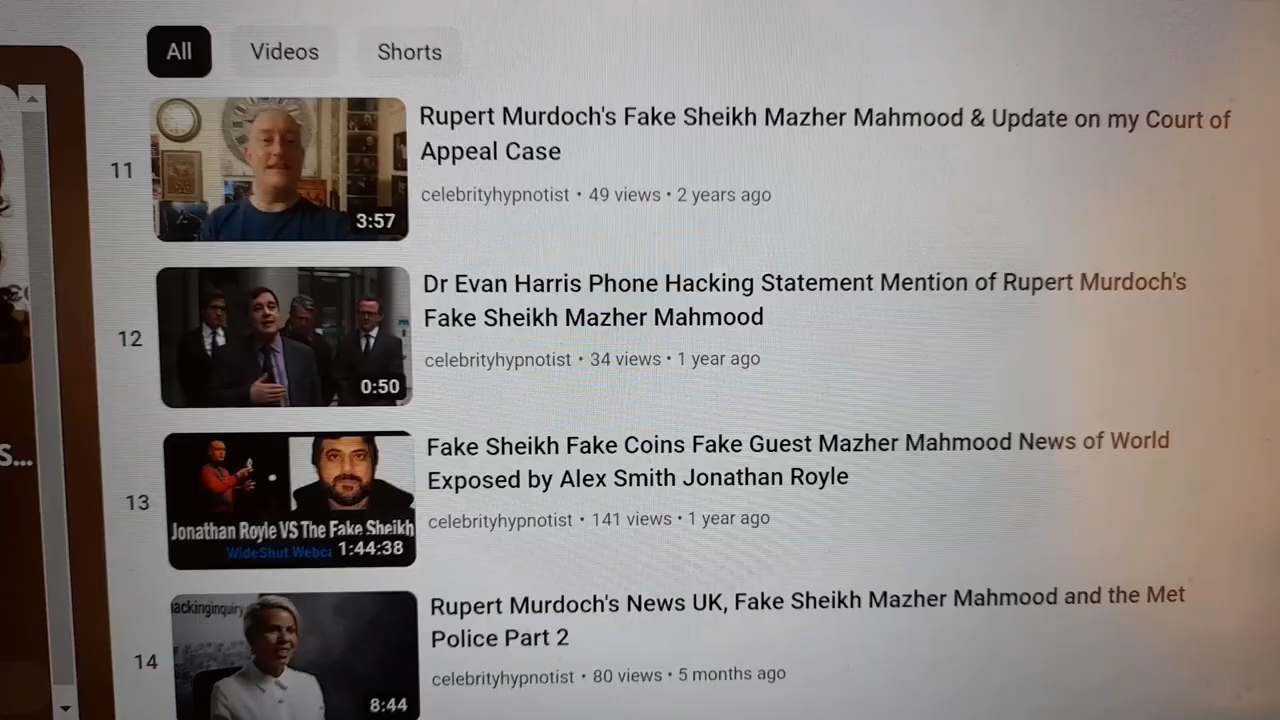 All
Videos
Shorts
11
3:57
Rupert Murdoch's Fake Sheikh Mazher Mahmood & Update on my Court of
Appeal Case
celebrityhypnotist • 49 views • 2 years ago
12
0:50
Dr Evan Harris Phone Hacking Statement Mention of Rupert Murdoch's
Fake Sheikh Mazher Mahmood
celebrityhypnotist • 34 views • 1 year ago
13
Jonathan Royle VS The Fake Sheikh
WideShut Webca
1:44:38
Fake Sheikh Fake Coins Fake Guest Mazher Mahmood News of World
Exposed by Alex Smith Jonathan Royle
celebrityhypnotist • 141 views • 1 year ago
S...
14
ackinginquiry
8:44
Rupert Murdoch's News UK, Fake Sheikh Mazher Mahmood and the Met
Police Part 2
celebrityhypnotist • 80 views • 5 months ago